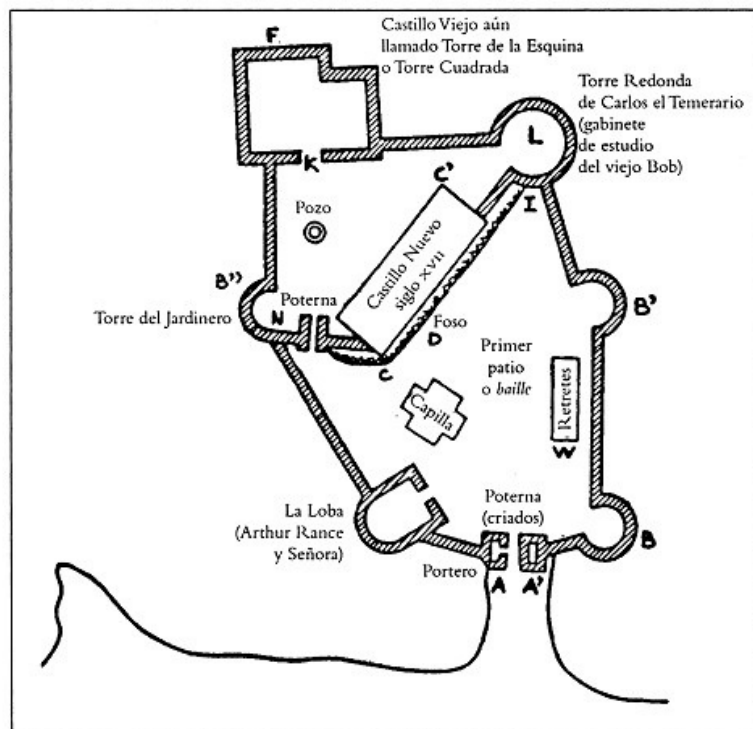 F
Castillo Viejo aún
llamado Torre de la Esquina
o Torre Cuadrada
Torre Redonda
de Carlos el Temerario
(gabinete
de estudio
del viejo Bob)
L
K
C'
I
Pozo
Castillo Nuevo
siglo XVII
B''
Poterna
N
Torre del Jardinero
Foso
D
B'
C
Primer
patio
o baille
Capilla
Retretes
W
La Loba
(Arthur Rance
y Señora)
Poterna
(criados)
B
Portero
A
A'